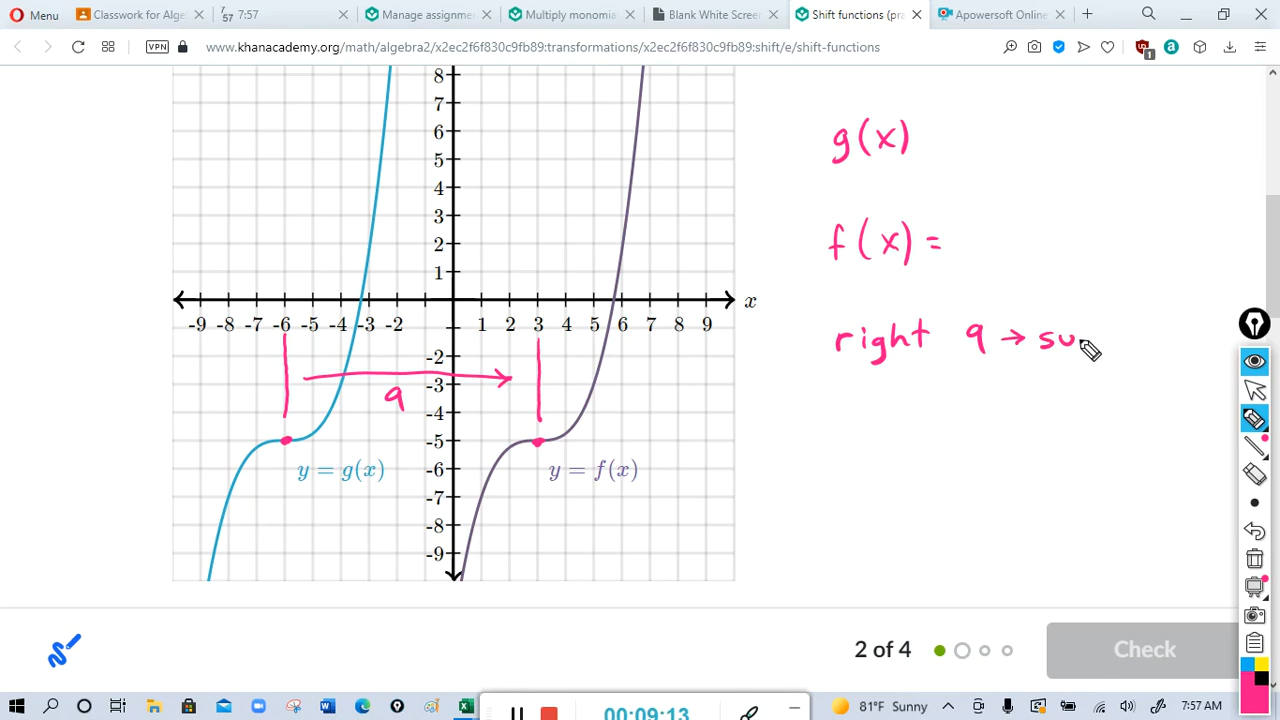 Menu
Classwork for Alge
7:57
Manage assignme
Multiply monomia
Blank White Screen
Shift functions (pra
Apowersoft Online
VPN
www.khanacademy.org/math/algebra2/x2ec2f6f830c9fb89:transformations/x2ec2f6f830c9fb89:shift/e/shift-functions
1
8
7
6
5
4
3
2
1
x
-9 -8 -7 -6 -5 -4 -3 -2 1 2 3 4 5 6 7 8 9
-2
-3
-4
-5
-6
-7
-8
-9
9
y = g(x)
y = f(x)
g(x)
f(x) =
right 9 → su
2 of 4
Check
00:09:13
81°F Sunny
7:57 AM